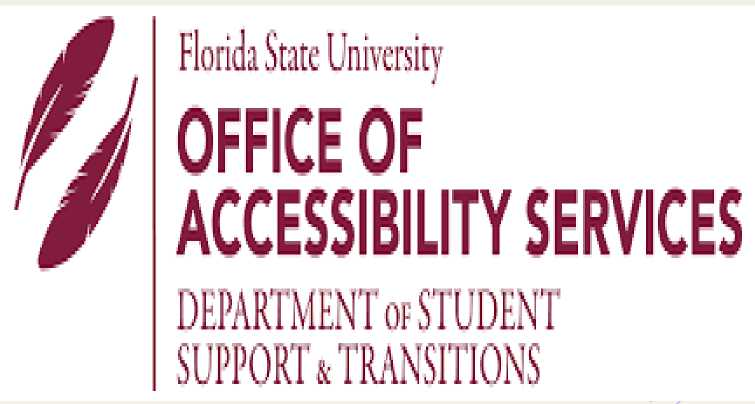 Florida State University
OFFICE OF
ACCESSIBILITY SERVICES
DEPARTMENT OF STUDENT
SUPPORT & TRANSITIONS